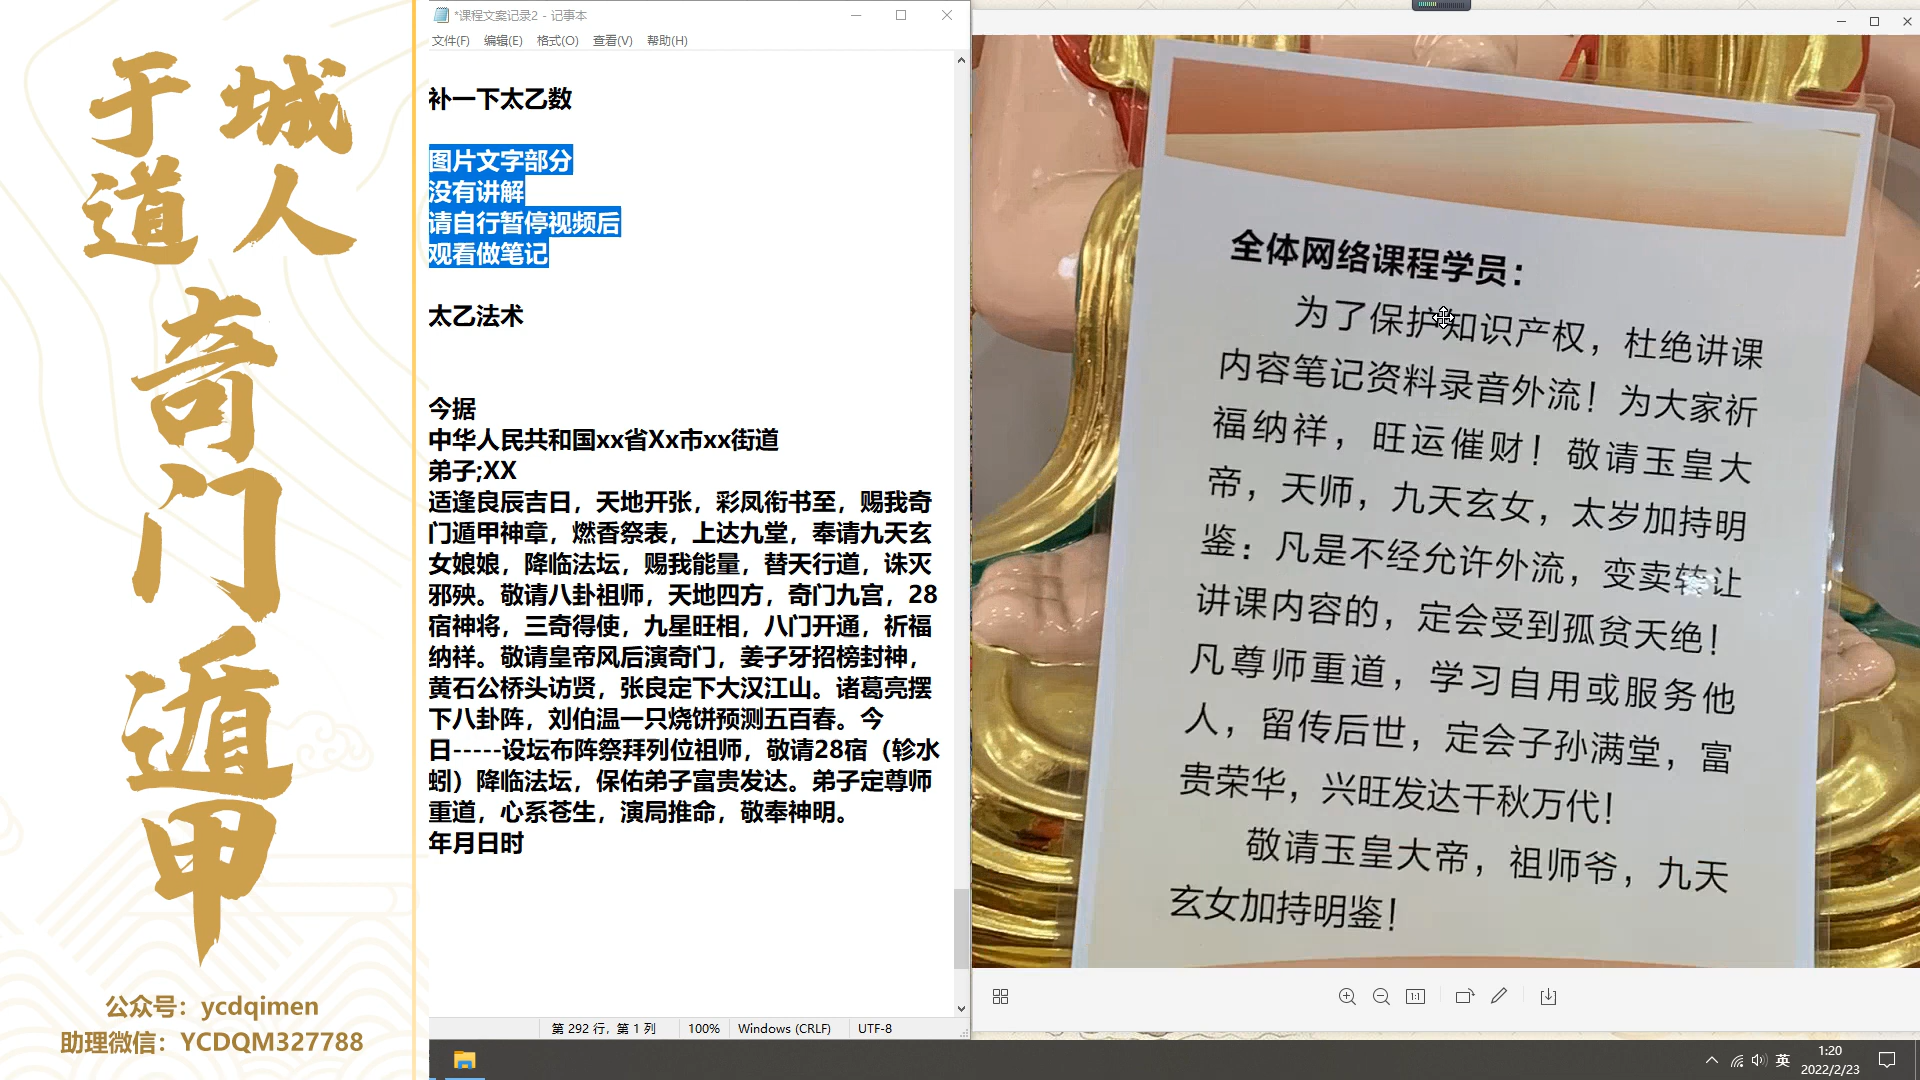 于城
道人
奇门遁甲
公众号：ycdqimen
助理微信：YCDQM327788
*课程文案记录2 - 记事本
文件(F) 编辑(E) 格式(O) 查看(V) 帮助(H)
补一下太乙数
图片文字部分
没有讲解
请自行暂停视频后
观看做笔记
太乙法术
今据
中华人民共和国xx省Xx市xx街道
弟子;XX
适逢良辰吉日，天地开张，彩凤衔书至，赐我奇
门遁甲神章，燃香祭表，上达九堂，奉请九天玄
女娘娘，降临法坛，赐我能量，替天行道，诛灭
邪殃。敬请八卦祖师，天地四方，奇门九宫，28
宿神将，三奇得使，九星旺相，八门开通，祈福
纳祥。敬请皇帝风后演奇门，姜子牙招榜封神，
黄石公桥头访贤，张良定下大汉江山。诸葛亮摆
下八卦阵，刘伯温一只烧饼预测五百春。今
日-----设坛布阵祭拜列位祖师，敬请28宿（轸水
蚓）降临法坛，保佑弟子富贵发达。弟子定尊师
重道，心系苍生，演局推命，敬奉神明。
年月日时
第 292 行，第 1 列 100% Windows (CRLF) UTF-8
全体网络课程学员：
为了保护知识产权，杜绝讲课
内容笔记资料录音外流！为大家祈
福纳祥，旺运催财！敬请玉皇大
帝，天师，九天玄女，太岁加持明
鉴：凡是不经允许外流，变卖转让
讲课内容的，定会受到孤贫天绝！
凡尊师重道，学习自用或服务他
人，留传后世，定会子孙满堂，富
贵荣华，兴旺发达千秋万代！
敬请玉皇大帝，祖师爷，九天
玄女加持明鉴！
1:1
英
1:20
2022/2/23